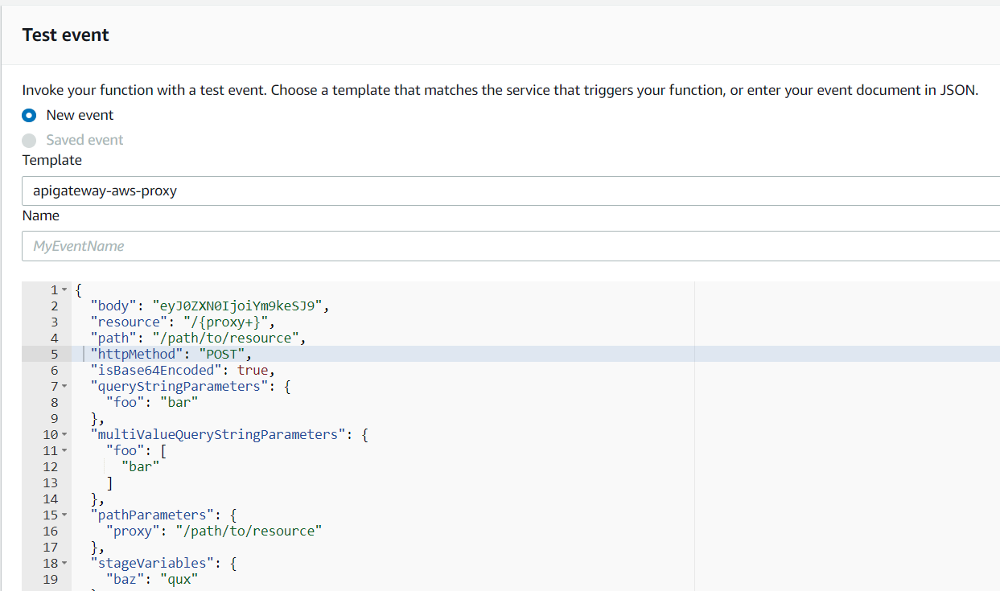 Test event
Invoke your function with a test event. Choose a template that matches the service that triggers your function, or enter your event document in JSON.
New event
Saved event
Template
apigateway-aws-proxy
Name
MyEventName
1 {
2 "body": "eyJ0ZXN0IjoiYm9keSJ9",
3 "resource": "/{proxy+}",
4 "path": "/path/to/resource",
5 "httpMethod": "POST",
6 "isBase64Encoded": true,
7 "queryStringParameters": {
8 "foo": "bar"
9 },
10 "multiValueQueryStringParameters": {
11 "foo": [
12 "bar"
13 ]
14 },
15 "pathParameters": {
16 "proxy": "/path/to/resource"
17 },
18 "stageVariables": {
19 "baz": "qux"